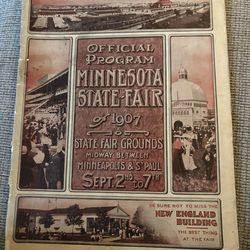 OFFICIAL
PROGRAM
MINNESOTA
STATE-FAIR
of 1907
STATE FAIR GROUNDS
MIDWAY BETWEEN
MINNEAPOLIS & ST PAUL
SEPT. 2ND TO 7TH
BE SURE NOT TO MISS THE
NEW ENGLAND
BUILDING
THE BEST THING
AT THE FAIR